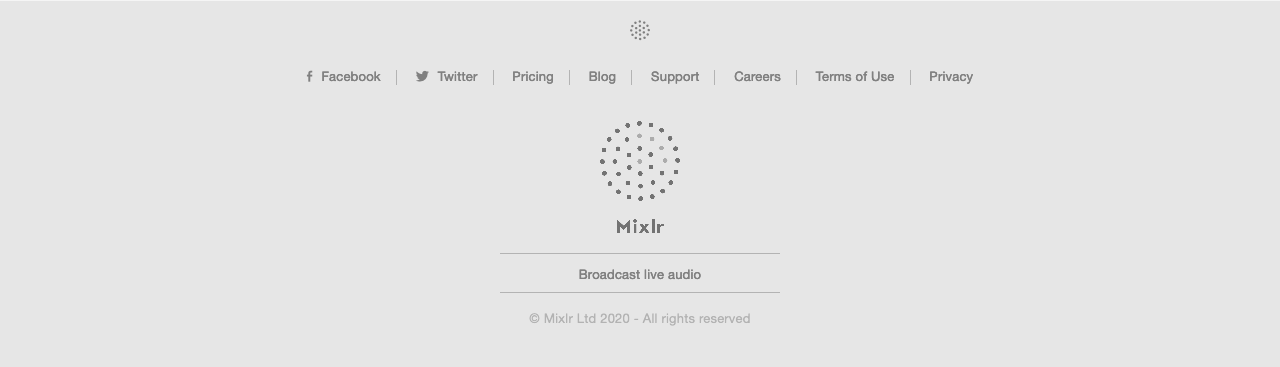 Facebook Twitter Pricing Blog Support Careers Terms of Use Privacy
Mixlr
Broadcast live audio
© Mixlr Ltd 2020 - All rights reserved